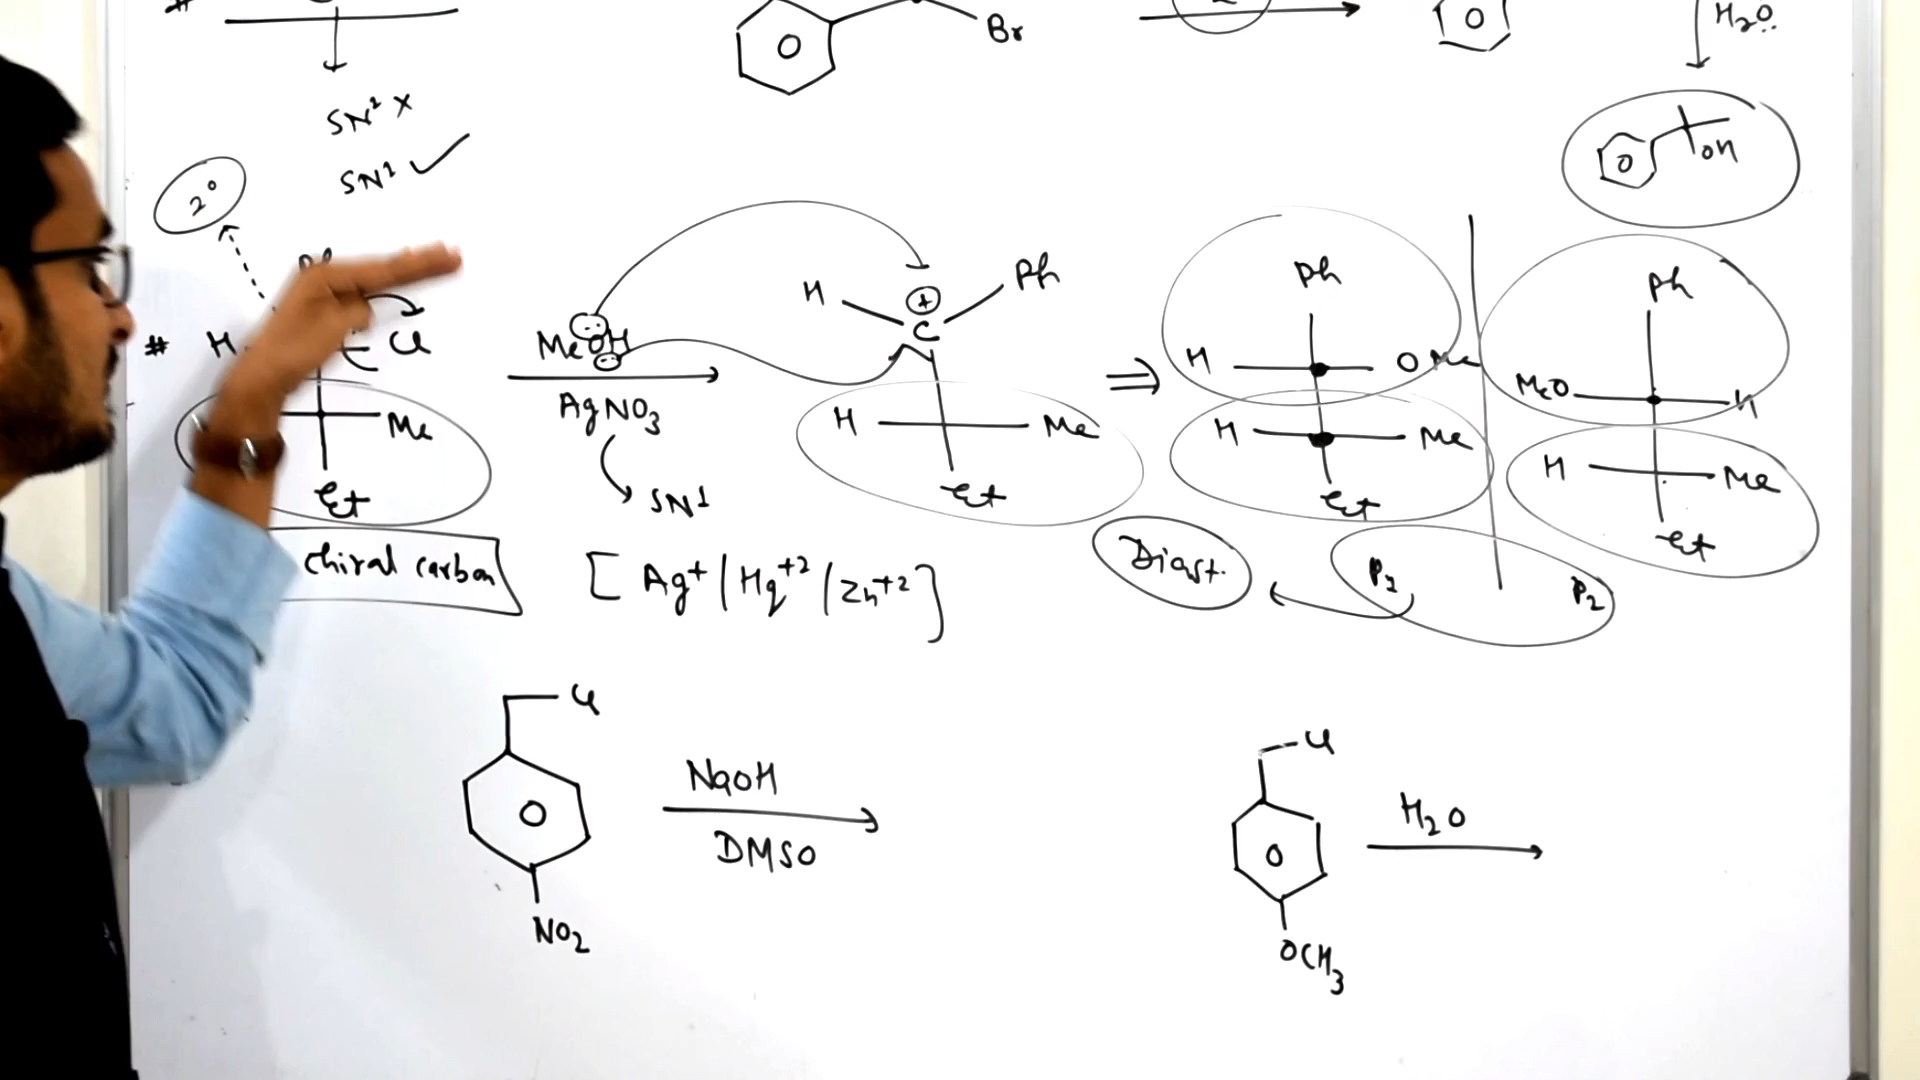 #
Br
H₂O
SN² X
SN¹ ✓
OH
2°
Ph
Ph
Ph
H
# H Cl
MeOH
C
⊕
H OMe
MeO H
AgNO₃
SN¹
Me
H Me
H Me
H Me
Et
Et
Et
Et
chiral carbon
[Ag⁺ | Hg⁺² | Zn⁺²]
Diast.
P₁
P₂
Cl
NaOH
DMSO
NO₂
Cl
H₂O
OCH₃